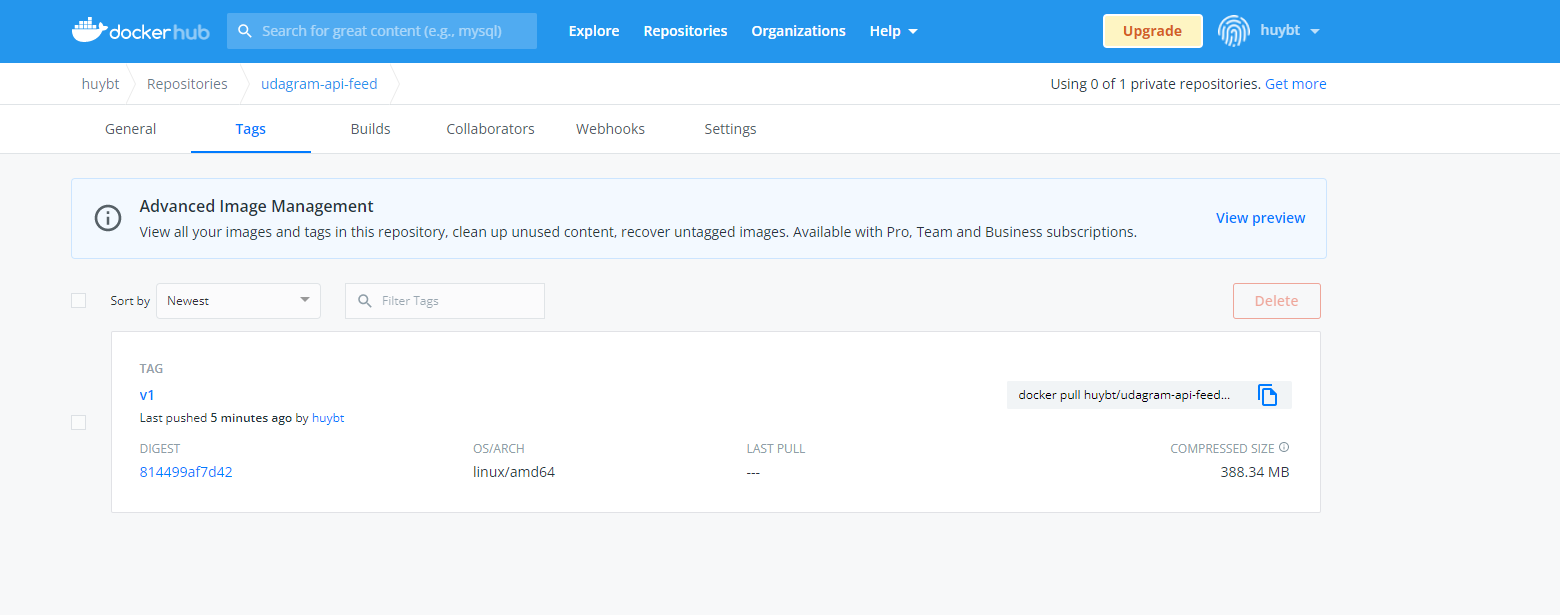 dockerhub
Search for great content (e.g., mysql)
Explore
Repositories
Organizations
Help
Upgrade
huybt
huybt
Repositories
udagram-api-feed
Using 0 of 1 private repositories. Get more
General
Tags
Builds
Collaborators
Webhooks
Settings
Advanced Image Management
View all your images and tags in this repository, clean up unused content, recover untagged images. Available with Pro, Team and Business subscriptions.
View preview
Sort by
Newest
Filter Tags
Delete
TAG
v1
Last pushed 5 minutes ago by huybt
docker pull huybt/udagram-api-feed...
DIGEST
814499af7d42
OS/ARCH
linux/amd64
LAST PULL
---
COMPRESSED SIZE
388.34 MB